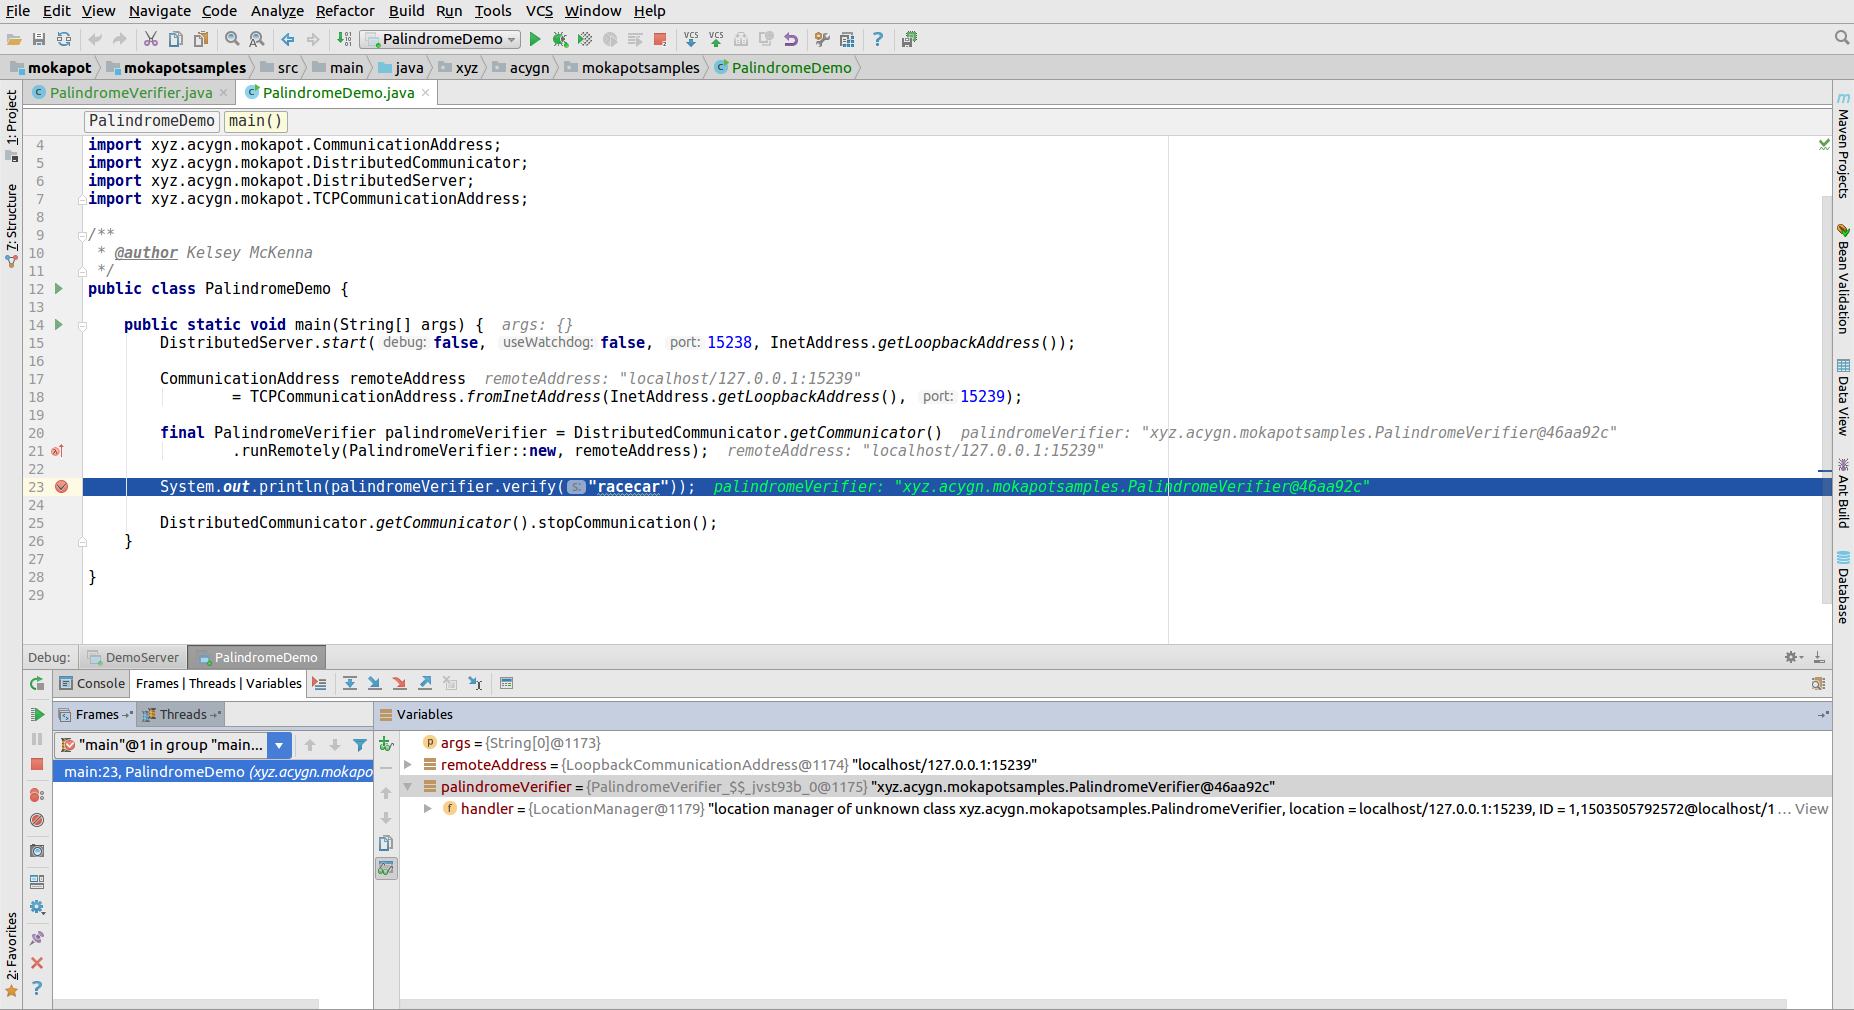 File Edit View Navigate Code Analyze Refactor Build Run Tools VCS Window Help
PalindromeDemo VCS VCS ?
mokapot mokapotsamples src main java xyz acygn mokapotsamples PalindromeDemo
PalindromeVerifier.java PalindromeDemo.java
PalindromeDemo main()
4 import xyz.acygn.mokapot.CommunicationAddress;
5 import xyz.acygn.mokapot.DistributedCommunicator;
6 import xyz.acygn.mokapot.DistributedServer;
7 import xyz.acygn.mokapot.TCPCommunicationAddress;
8
9 /**
10 * @author Kelsey McKenna
11 */
12 public class PalindromeDemo {
13
14 public static void main(String[] args) { args: {}
15 DistributedServer.start( debug: false, useWatchdog: false, port: 15238, InetAddress.getLoopbackAddress());
16
17 CommunicationAddress remoteAddress remoteAddress: "localhost/127.0.0.1:15239"
18 = TCPCommunicationAddress.fromInetAddress(InetAddress.getLoopbackAddress(), port: 15239);
19
20 final PalindromeVerifier palindromeVerifier = DistributedCommunicator.getCommunicator() palindromeVerifier: "xyz.acygn.mokapotsamples.PalindromeVerifier@46aa92c"
21 .runRemotely(PalindromeVerifier::new, remoteAddress); remoteAddress: "localhost/127.0.0.1:15239"
22
23 System.out.println(palindromeVerifier.verify( s: "racecar")); palindromeVerifier: "xyz.acygn.mokapotsamples.PalindromeVerifier@46aa92c"
24
25 DistributedCommunicator.getCommunicator().stopCommunication();
26 }
27
28 }
29
1: Project
7: Structure
2: Favorites
Maven Projects
Bean Validation
Data View
Ant Build
Database
Debug: DemoServer PalindromeDemo
Console Frames | Threads | Variables
Frames Threads Variables
"main"@1 in group "main...
main:23, PalindromeDemo (xyz.acygn.mokapo
args = {String[0]@1173}
remoteAddress = {LoopbackCommunicationAddress@1174} "localhost/127.0.0.1:15239"
palindromeVerifier = {PalindromeVerifier_$$_jvst93b_0@1175} "xyz.acygn.mokapotsamples.PalindromeVerifier@46aa92c"
handler = {LocationManager@1179} "location manager of unknown class xyz.acygn.mokapotsamples.PalindromeVerifier, location = localhost/127.0.0.1:15239, ID = 1,1503505792572@localhost/1 ... View